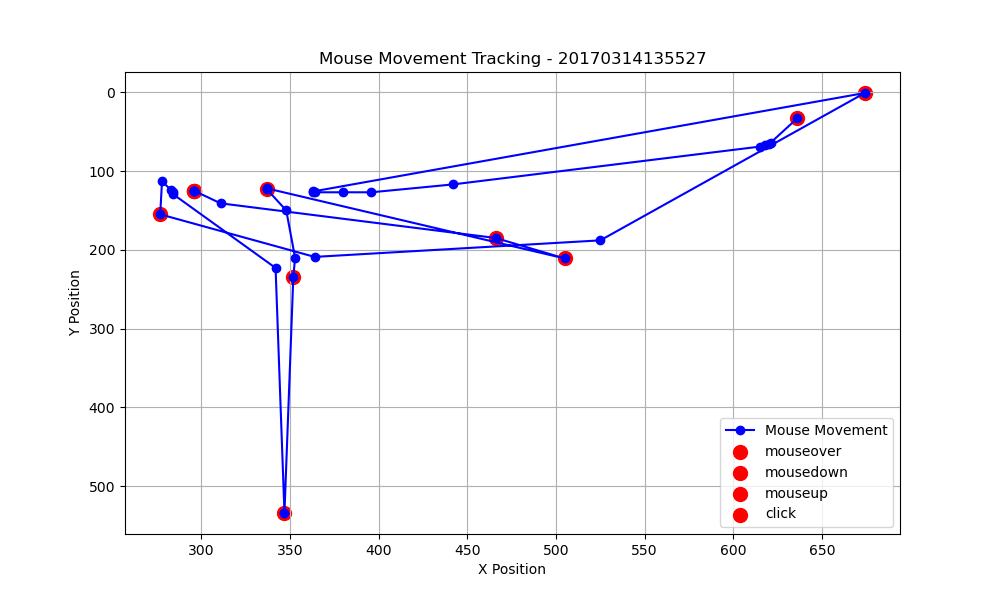 Mouse Movement Tracking - 20170314135527
0
100
200
300
400
500
Y Position
300
350
400
450
500
550
600
650
X Position
Mouse Movement
mouseover
mousedown
mouseup
click